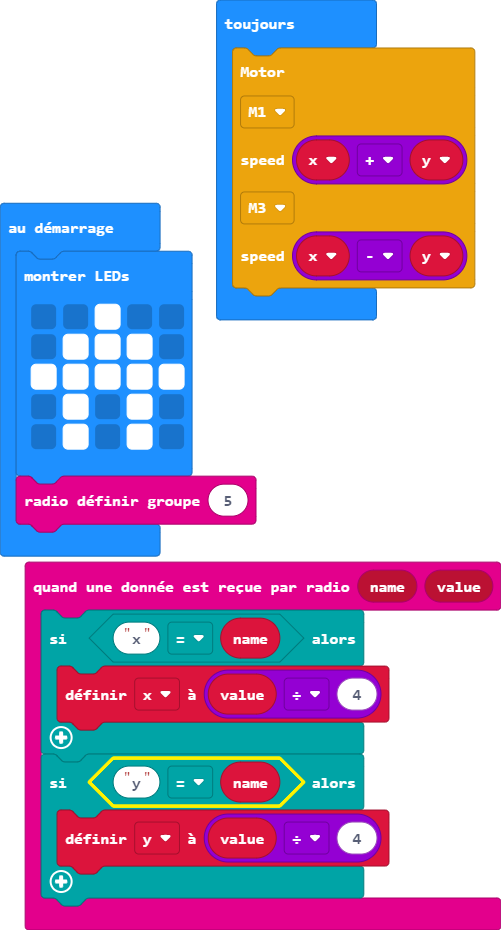 toujours
Motor
M1
speed x + y
M3
speed x - y
au démarrage
montrer LEDs
radio définir groupe 5
quand une donnée est reçue par radio name value
si "x" = name alors
définir x à value ÷ 4
si "y" = name alors
définir y à value ÷ 4